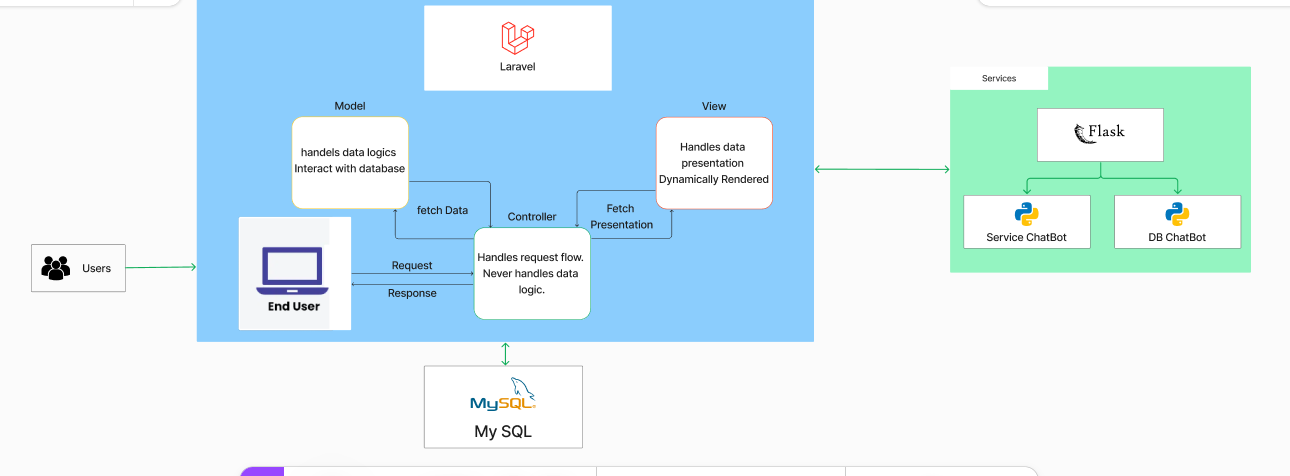 Laravel
Services
Model
View
Flask
handels data logics
Interact with database
Handles data
presentation
Dynamically Rendered
fetch Data
Controller
Fetch
Presentation
Service ChatBot
DB ChatBot
Users
Request
Response
End User
Handles request flow.
Never handles data
logic.
MySQL
My SQL